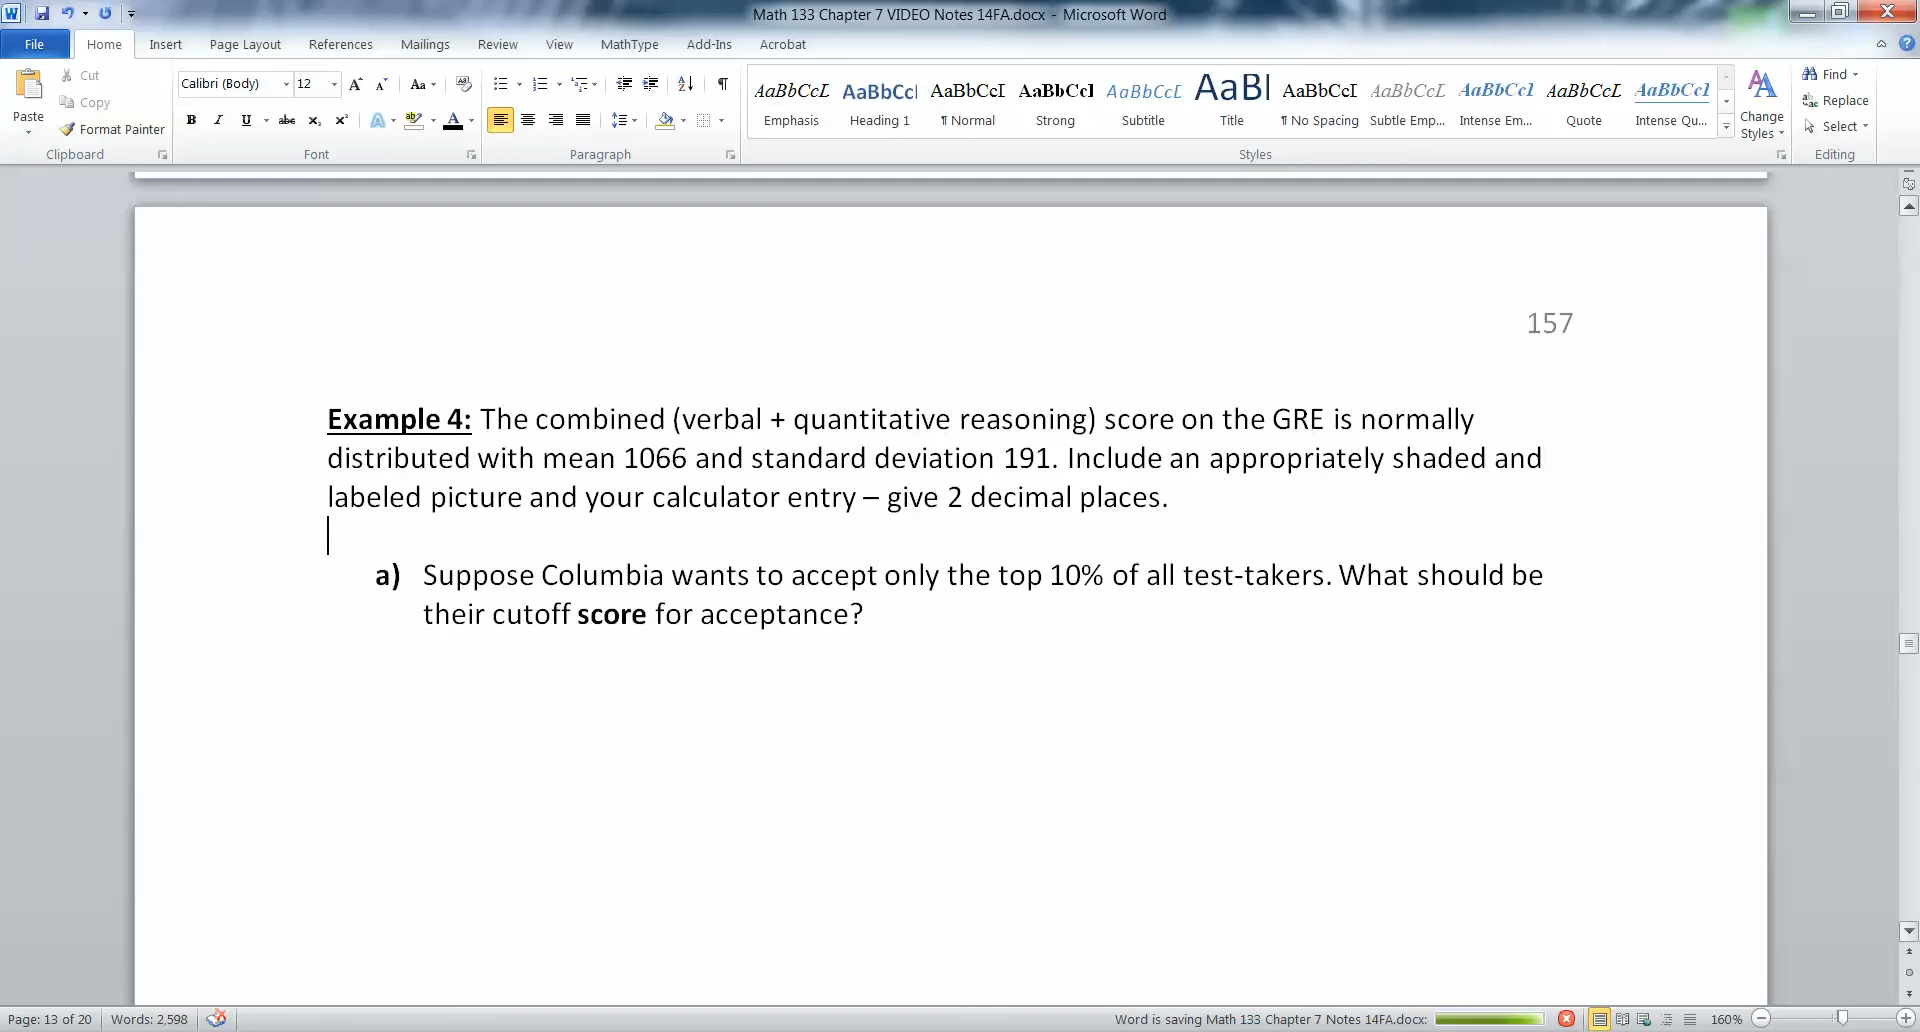 Math 133 Chapter 7 VIDEO Notes 14FA.docx - Microsoft Word
File Home Insert Page Layout References Mailings Review View MathType Add-Ins Acrobat
Paste
Cut
Copy
Format Painter
Clipboard
Calibri (Body) 12
Font
Paragraph
AaBbCcL AaBbCcI AaBbCcI AaBbCcI AaBbCcL AaBI AaBbCcI AaBbCcL AaBbCcI AaBbCcL AaBbCcI
Emphasis Heading 1 ¶ Normal Strong Subtitle Title ¶ No Spacing Subtle Emp... Intense Em... Quote Intense Qu...
Styles
Change
Styles
Find
Replace
Select
Editing
157
Example 4: The combined (verbal + quantitative reasoning) score on the GRE is normally
distributed with mean 1066 and standard deviation 191. Include an appropriately shaded and
labeled picture and your calculator entry – give 2 decimal places.
a) Suppose Columbia wants to accept only the top 10% of all test-takers. What should be
their cutoff score for acceptance?
Page: 13 of 20 Words: 2,598 Word is saving Math 133 Chapter 7 Notes 14FA.docx: 160%